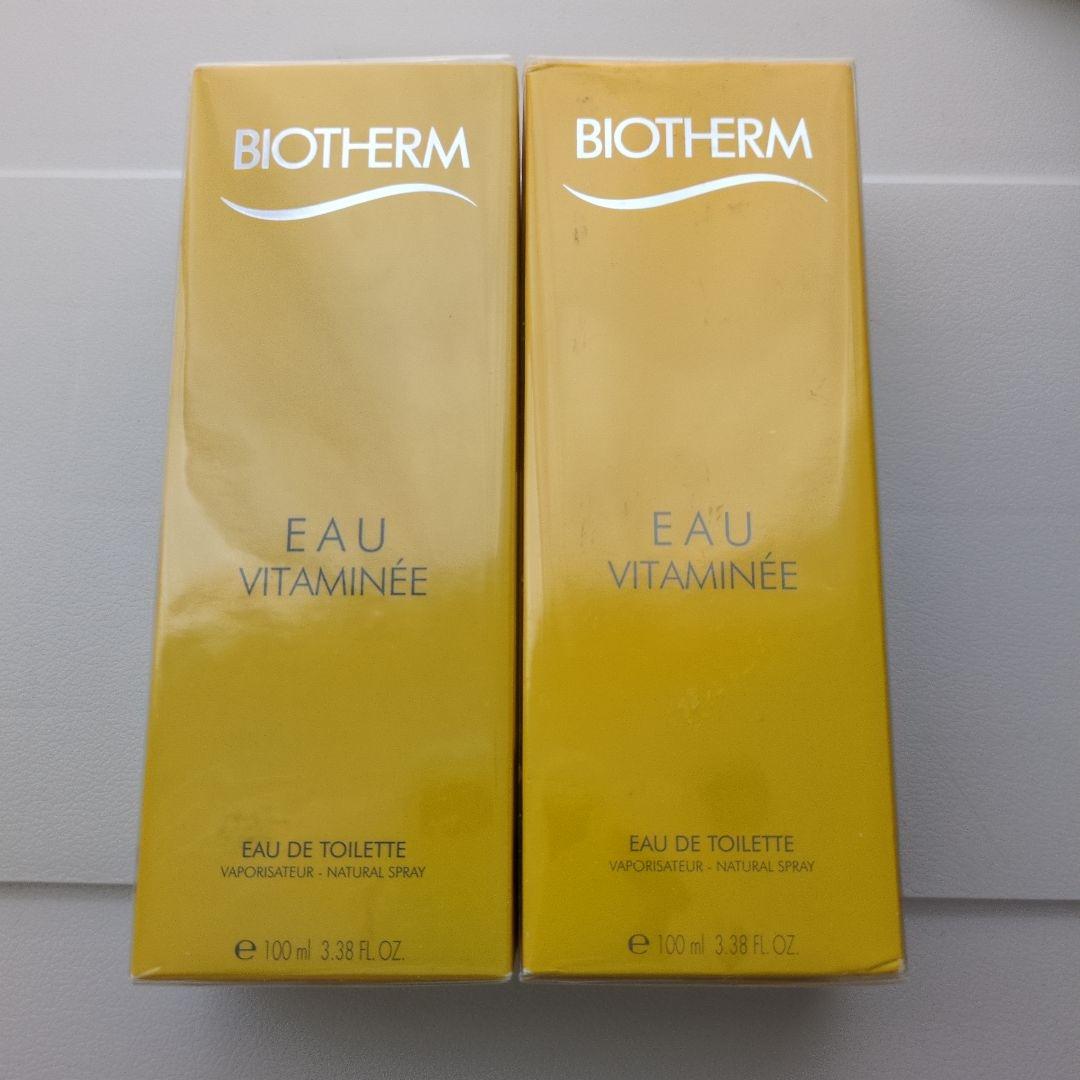 BIOTHERM
EAU
VITAMINÉE
EAU DE TOILETTE
VAPORISATEUR - NATURAL SPRAY
e 100 ml 3.38 FL.OZ.
BIOTHERM
EAU
VITAMINÉE
EAU DE TOILETTE
VAPORISATEUR - NATURAL SPRAY
e 100 ml 3.38 FL.OZ.